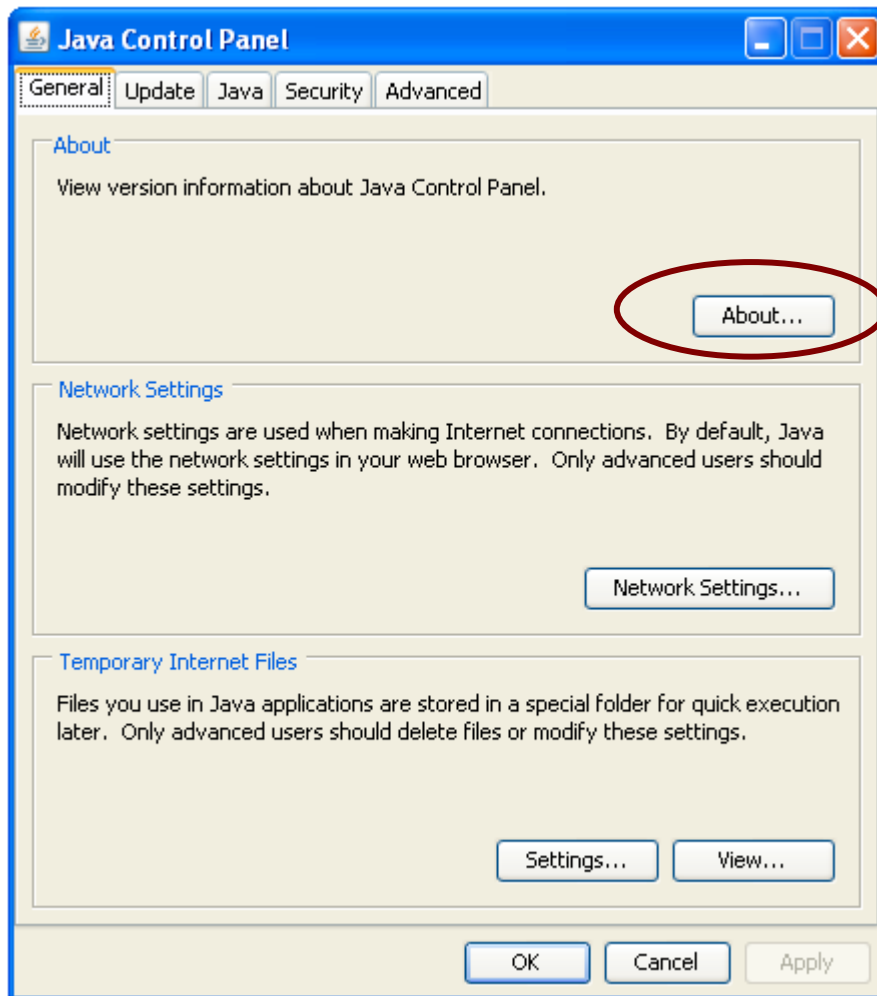 Java Control Panel
General Update Java Security Advanced
About
View version information about Java Control Panel.
About...
Network Settings
Network settings are used when making Internet connections.  By default, Java
will use the network settings in your web browser.  Only advanced users should
modify these settings.
Network Settings...
Temporary Internet Files
Files you use in Java applications are stored in a special folder for quick execution
later.  Only advanced users should delete files or modify these settings.
Settings... View...
OK Cancel Apply